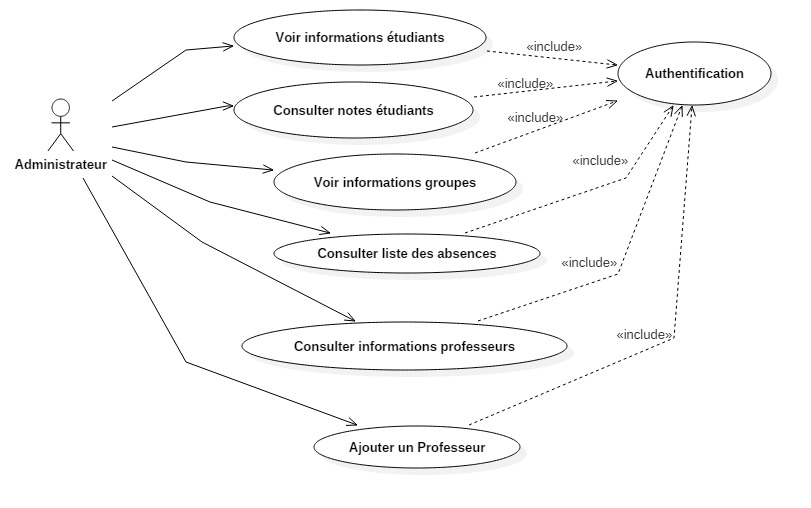 Voir informations étudiants
«include»
Authentification
«include»
Consulter notes étudiants
«include»
Administrateur
Voir informations groupes
«include»
Consulter liste des absences
«include»
Consulter informations professeurs
«include»
Ajouter un Professeur